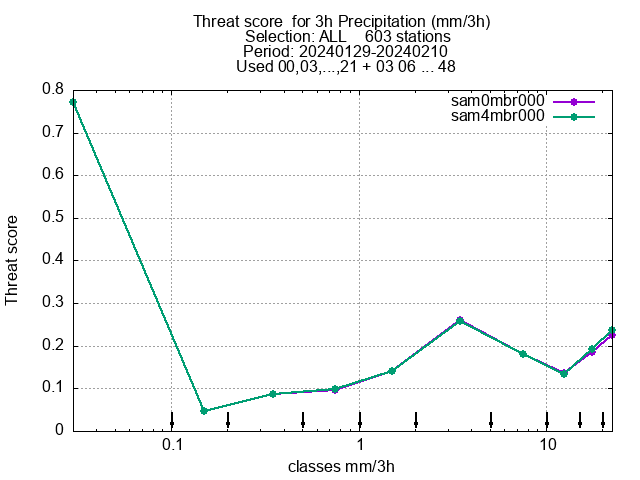 Threat score  for 3h Precipitation (mm/3h)
Selection: ALL    603 stations
Period: 20240129-20240210
Used 00,03,...,21 + 03 06 ... 48
sam0mbr000
sam4mbr000
0.8
0.7
0.6
0.5
0.4
0.3
0.2
0.1
0
Threat score
0.1
1
10
classes mm/3h